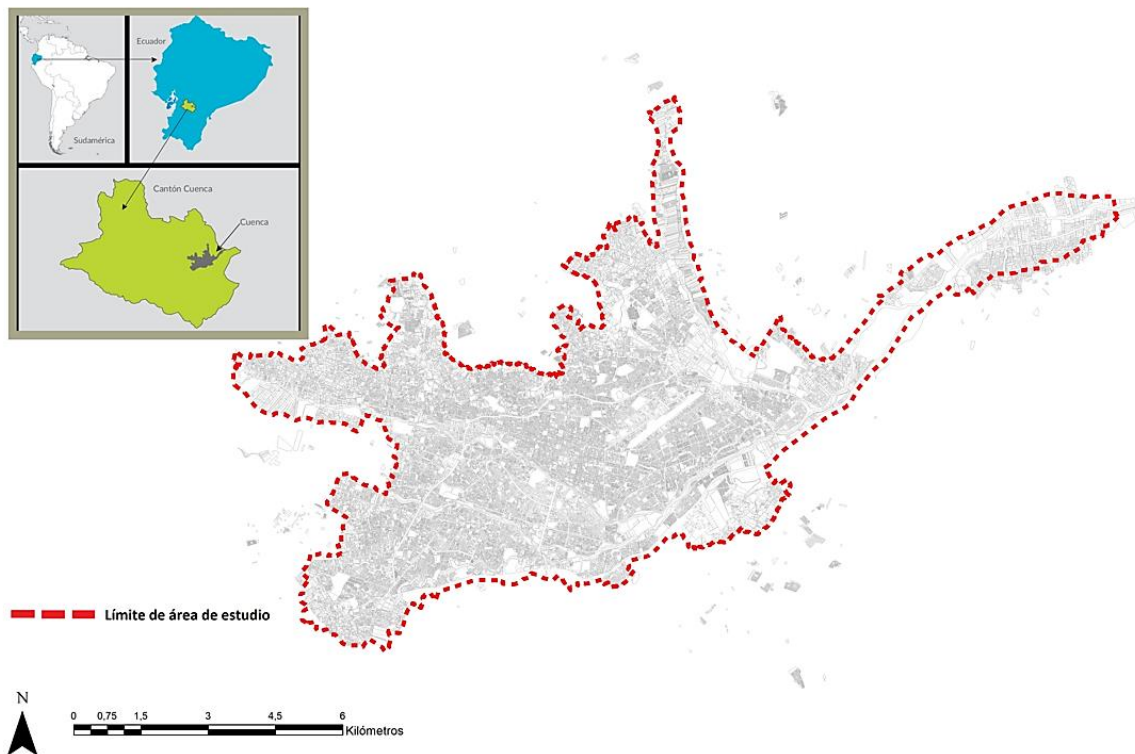 Ecuador
Sudamérica
Cantón Cuenca
Cuenca
Límite de área de estudio
N
0 0,75 1,5 3 4,5 6
Kilómetros